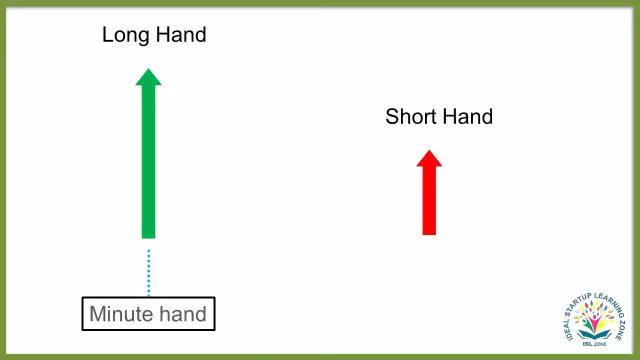 Long Hand
Short Hand
Minute hand
IDEAL STARTUP LEARNING ZONE
ISL ZONE